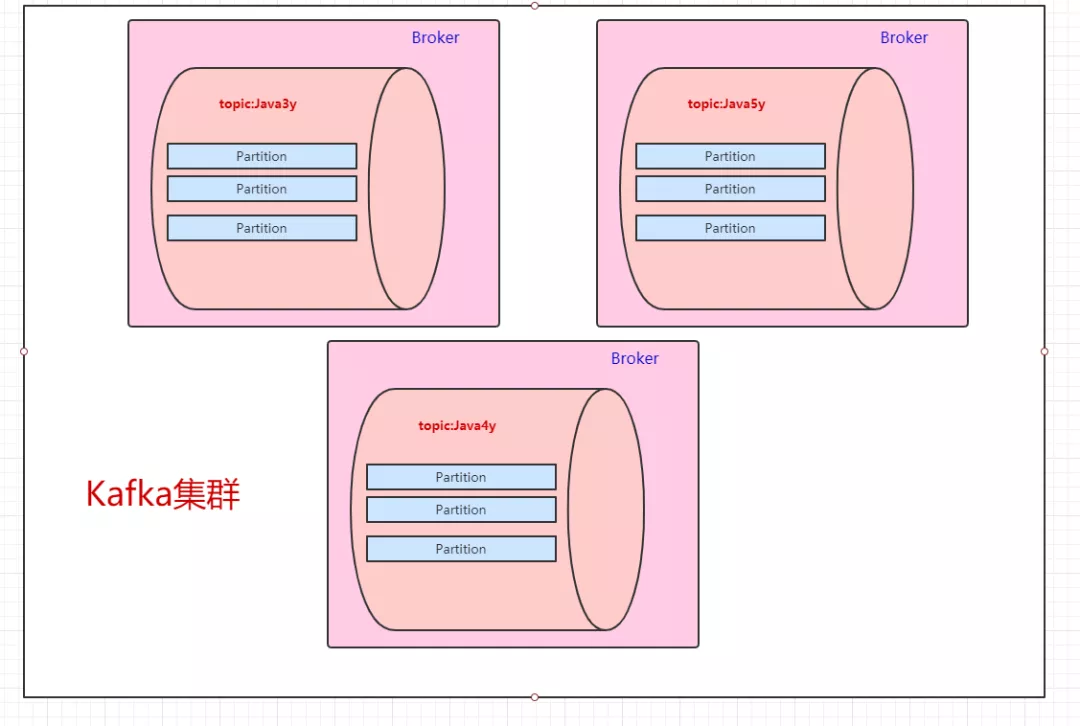 Broker
topic:Java3y
Partition
Partition
Partition
Broker
topic:Java5y
Partition
Partition
Partition
Broker
topic:Java4y
Partition
Partition
Partition
Kafka集群